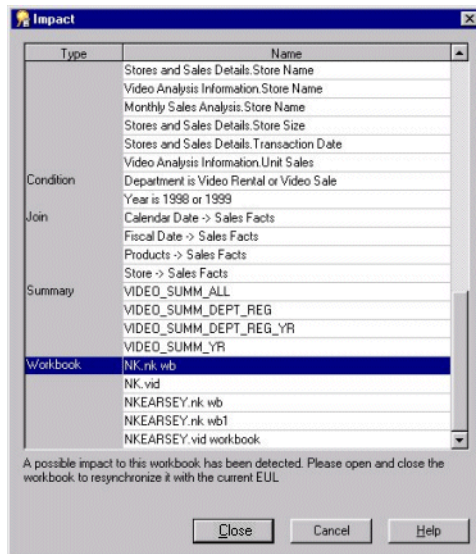 Impact
Type Name
Stores and Sales Details.Store Name
Video Analysis Information.Store Name
Monthly Sales Analysis.Store Name
Stores and Sales Details.Store Size
Stores and Sales Details.Transaction Date
Video Analysis Information.Unit Sales
Condition Department is Video Rental or Video Sale
Year is 1998 or 1999
Join Calendar Date -> Sales Facts
Fiscal Date -> Sales Facts
Products -> Sales Facts
Store -> Sales Facts
Summary VIDEO_SUMM_ALL
VIDEO_SUMM_DEPT_REG
VIDEO_SUMM_DEPT_REG_YR
VIDEO_SUMM_YR
Workbook NK.nk wb
NK.vid
NKEARSEY.nk wb
NKEARSEY.nk wb1
NKEARSEY.vid workbook
A possible impact to this workbook has been detected. Please open and close the
workbook to resynchronize it with the current EUL
Close Cancel Help